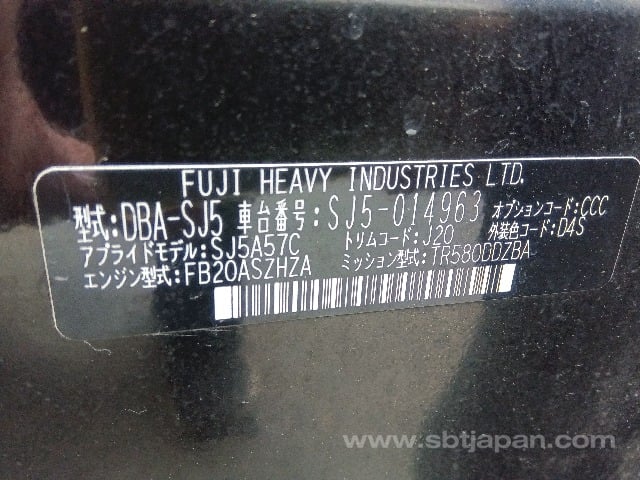 FUJI HEAVY INDUSTRIES LTD.
型式:DBA-SJ5 車台番号:SJ5-014963 オプションコード:CCC
アプライドモデル:SJ5A57C トリムコード:J20 外装色コード:D4S
エンジン型式:FB20ASZHZA ミッション型式:TR580DDZBA
www.sbtjapan.com